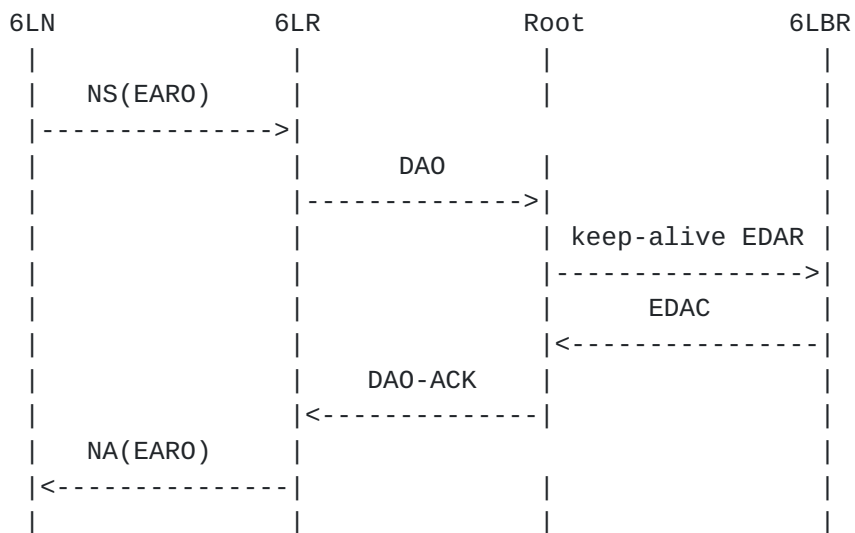 6LN 6LR Root 6LBR
NS(EARO)
DAO
keep-alive EDAR
EDAC
DAO-ACK
NA(EARO)